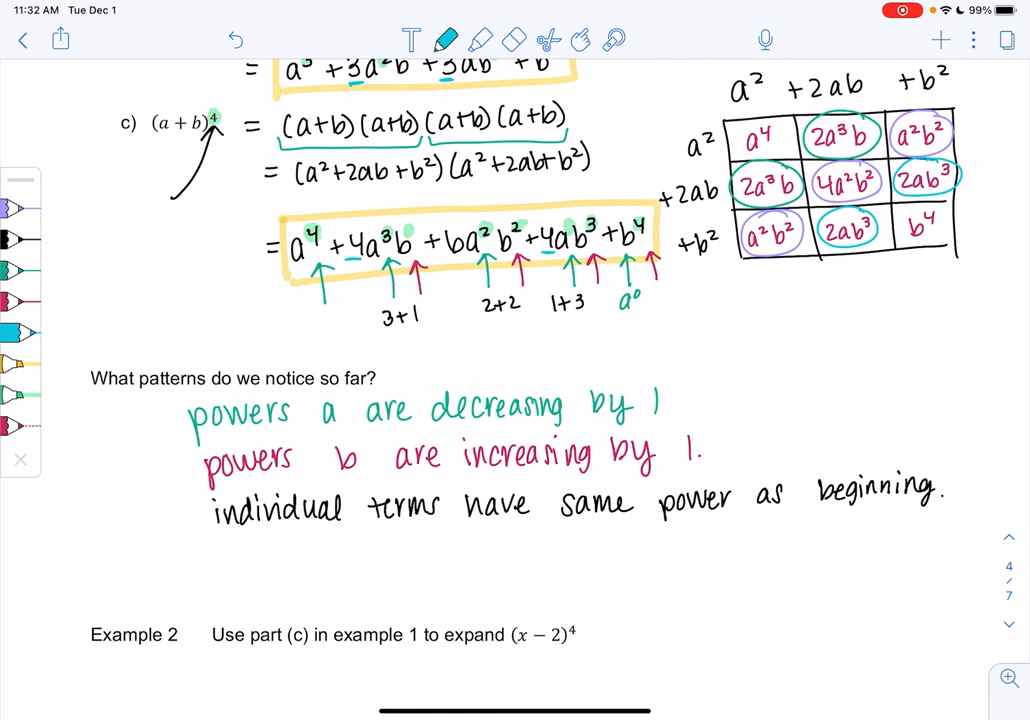 11:32 AM Tue Dec 1
99%
T
= a³ + 3a²b + 3ab + b
c) (a + b)⁴ = (a+b)(a+b)(a+b)(a+b)
= (a²+2ab+b²)(a²+2ab+b²)
= a⁴ + 4a³b + 6a²b² + 4ab³ + b⁴
3+1 2+2 1+3 a⁰
a² +2ab +b²
a² a⁴ 2a³b a²b²
+2ab 2a³b 4a²b² 2ab³
+b² a²b² 2ab³ b⁴
What patterns do we notice so far?
powers a are decreasing by 1
powers b are increasing by 1.
individual terms have same power as beginning.
4
/
7
Example 2 Use part (c) in example 1 to expand (x − 2)⁴